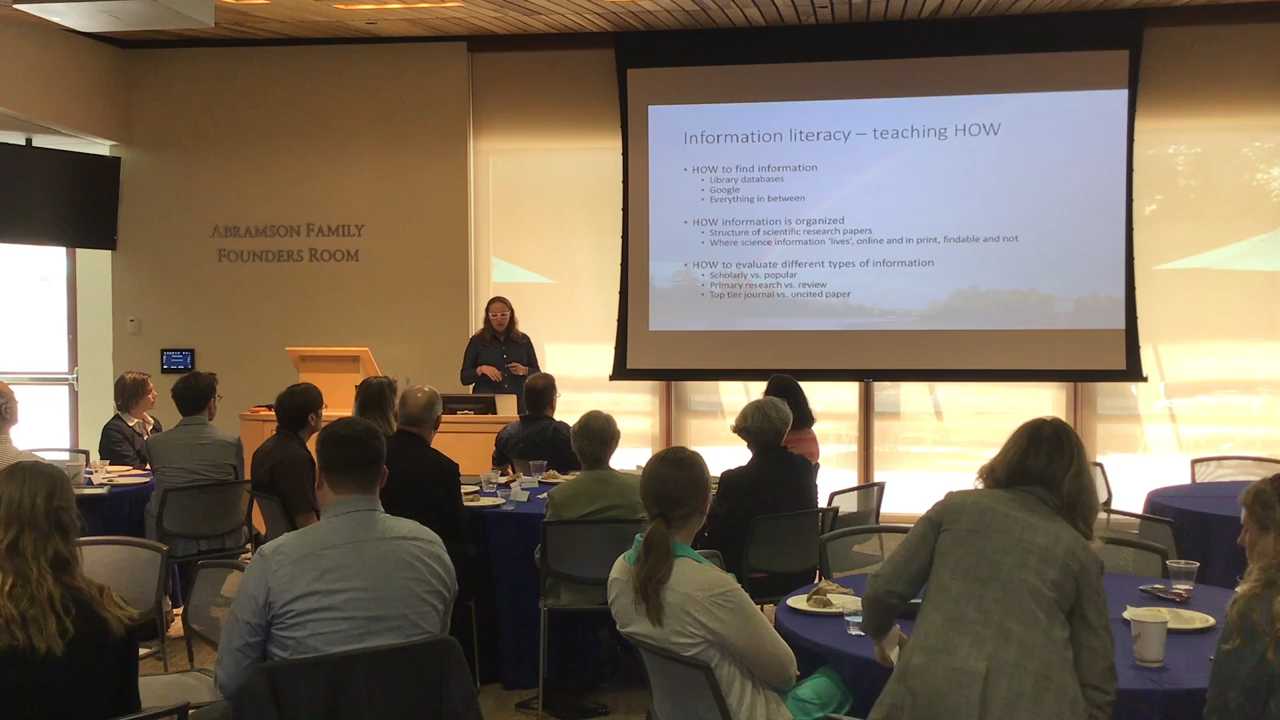 ABRAMSON FAMILY
FOUNDERS ROOM
Information literacy – teaching HOW
• HOW to find information
• Library databases
• Google
• Everything in between
• HOW information is organized
• Structure of scientific research papers
• Where science information 'lives', online and in print, findable and not
• HOW to evaluate different types of information
• Scholarly vs. popular
• Primary research vs. review
• Top tier journal vs. uncited paper